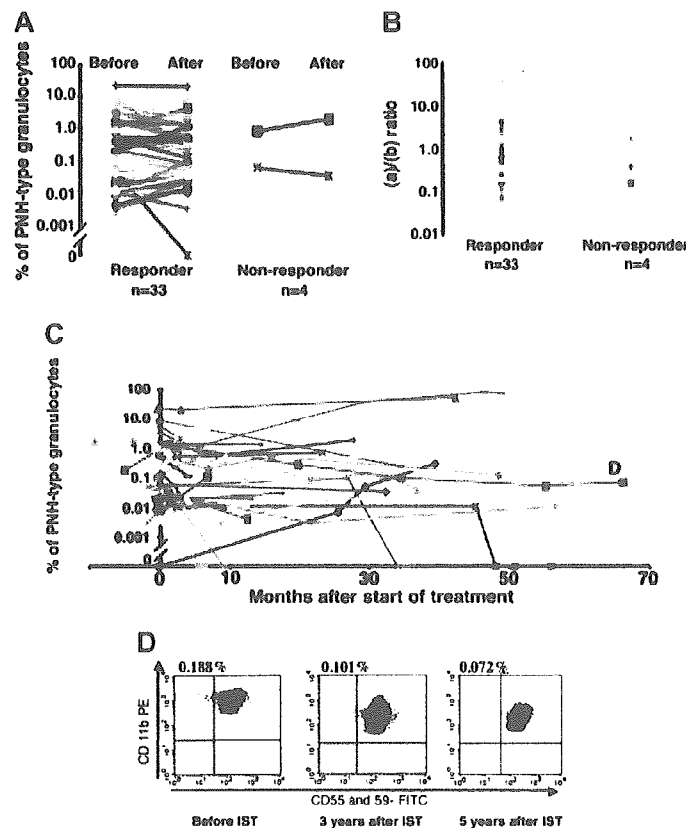 A
% of PNH-type granulocytes
100
10.0
1.0
0.1
0.01
0.001
0
Before After Before After
Responder
n=33
Non-responder
n=4
B
(a)/(b) ratio
100
10.0
1.0
0.1
0.01
Responder
n=33
Non-responder
n=4
C
% of PNH-type granulocytes
100
10.0
1.0
0.1
0.01
0.001
0
D
0 10 30 50 70
Months after start of treatment
D
CD 11b PE
0.188% 0.101% 0.072%
CD55 and 59- FITC
Before IST 3 years after IST 5 years after IST